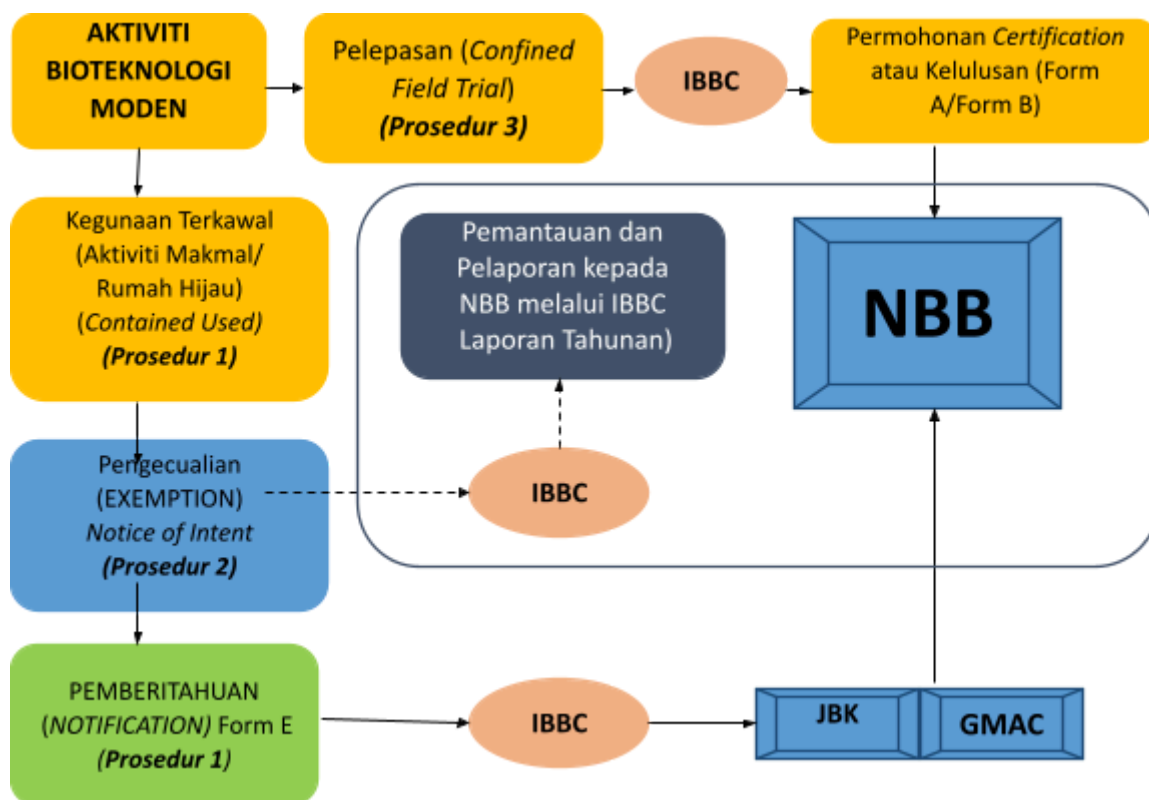 AKTIVITI
BIOTEKNOLOGI
MODEN
Pelepasan (Confined
Field Trial)
(Prosedur 3)
IBBC
Permohonan Certification
atau Kelulusan (Form
A/Form B)
Kegunaan Terkawal
(Aktiviti Makmal/
Rumah Hijau)
(Contained Used)
(Prosedur 1)
Pemantauan dan
Pelaporan kepada
NBB melalui IBBC
Laporan Tahunan)
NBB
Pengecualian
(EXEMPTION)
Notice of Intent
(Prosedur 2)
IBBC
PEMBERITAHUAN
(NOTIFICATION) Form E
(Prosedur 1)
IBBC
JBK
GMAC